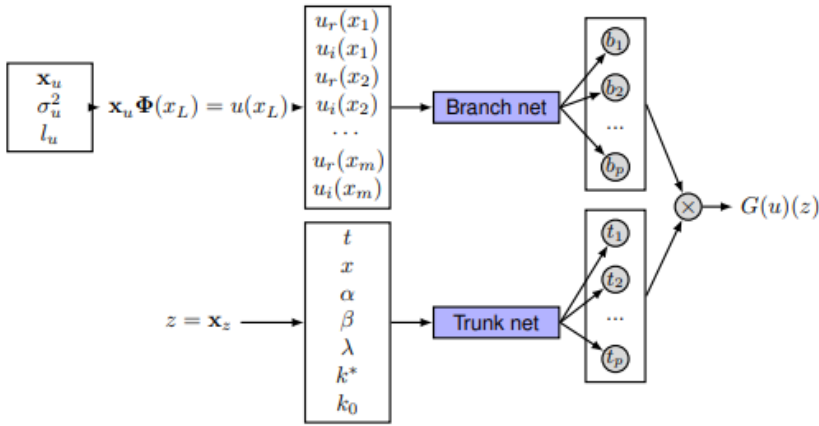 𝐱_u
σ_u^2
l_u
𝐱_u𝚽(x_L) = u(x_L)
u_r(x_1)
u_i(x_1)
u_r(x_2)
u_i(x_2)
...
u_r(x_m)
u_i(x_m)
Branch net
b_1
b_2
...
b_p
z = 𝐱_z
t
x
α
β
λ
k*
k_0
Trunk net
t_1
t_2
...
t_p
×
G(u)(z)